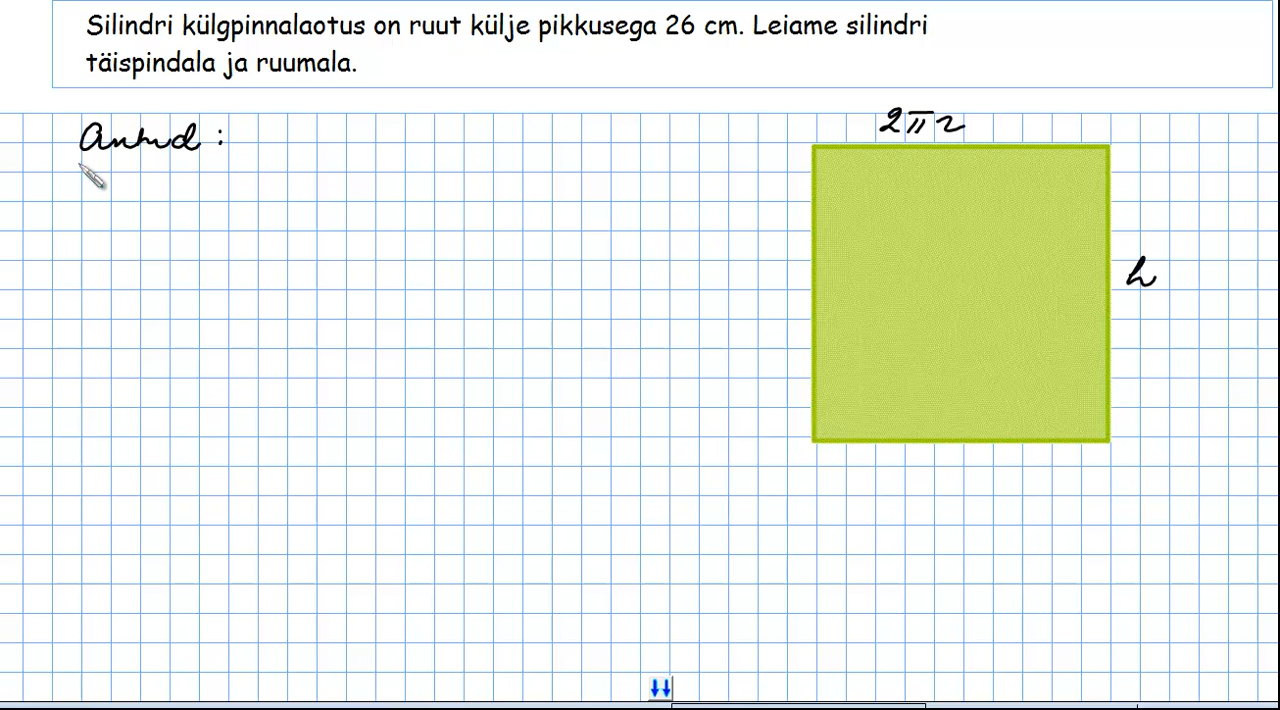 Silindri külgpinnalaotus on ruut külje pikkusega 26 cm. Leiame silindri
täispindala ja ruumala.
2πr
Antud :
h